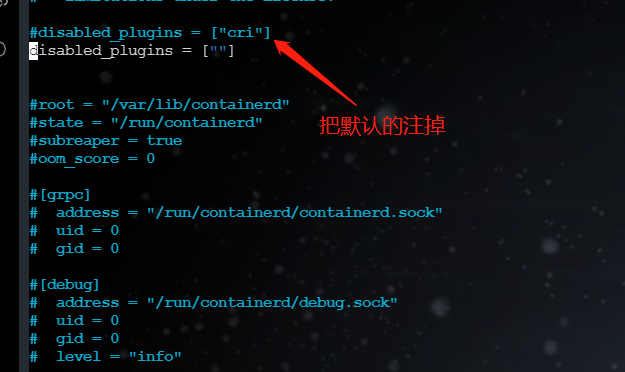 #disabled_plugins = ["cri"]
disabled_plugins = [""]
#root = "/var/lib/containerd"
#state = "/run/containerd"
把默认的注掉
#subreaper = true
#oom_score = 0
#[grpc]
#  address = "/run/containerd/containerd.sock"
#  uid = 0
#  gid = 0
#[debug]
#  address = "/run/containerd/debug.sock"
#  uid = 0
#  gid = 0
#  level = "info"